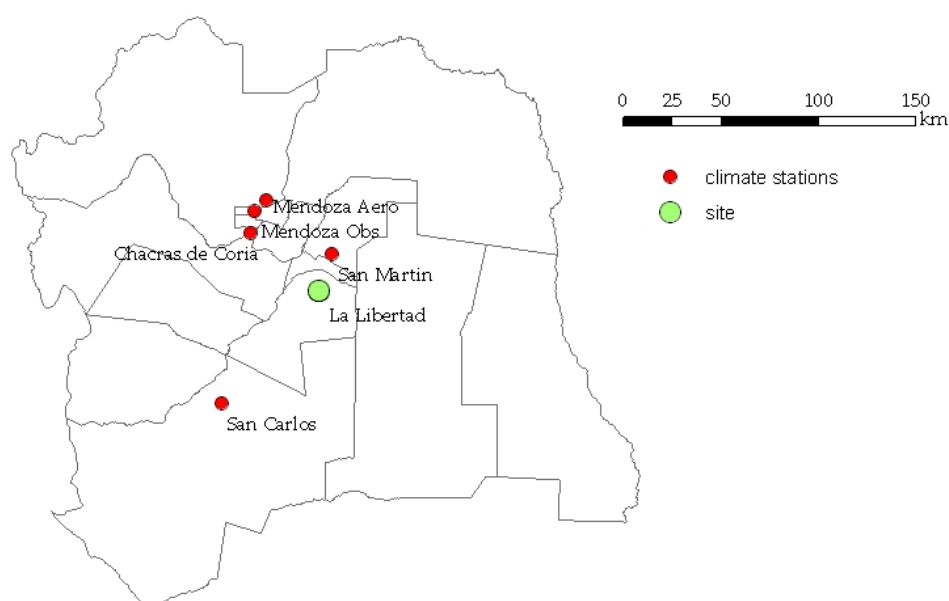 0 25 50 100 150
km
climate stations
site
Mendoza Aero
Mendoza Obs
Chacras de Coria
San Martin
La Libertad
San Carlos